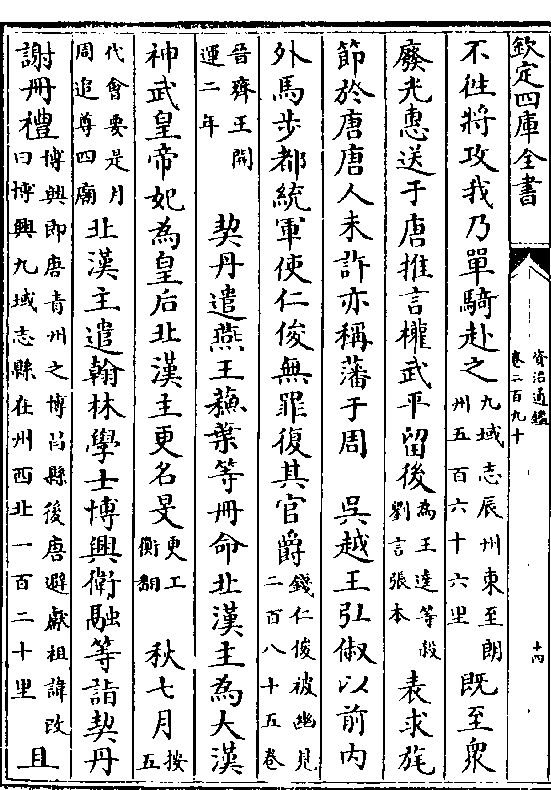 欽定四庫全書
資治通鑑
卷二百九十
十四
不往將攻我乃單騎赴之九域志辰州東至朗州五百六十六里既至衆
廢光惠送于唐推言權武平留後為王逵等殺劉言張本表求旄
節於唐唐人未許亦稱藩于周　吳越王弘俶以前内
外馬步都統軍使仁俊無罪復其官爵錢仁俊被幽見二百八十五卷
晉齊王開運二年　契丹遣燕王蘓葉等冊命北漢主為大漢
神武皇帝妃為皇后北漢主更名旻更工衡翻　秋七月按五
代會要是月周追尊四廟北漢主遣翰林學士博興衛融等詣契丹
謝冊禮博興即唐青州之博昌縣後唐避獻祖諱改曰博興九域志縣在州西北一百二十里且